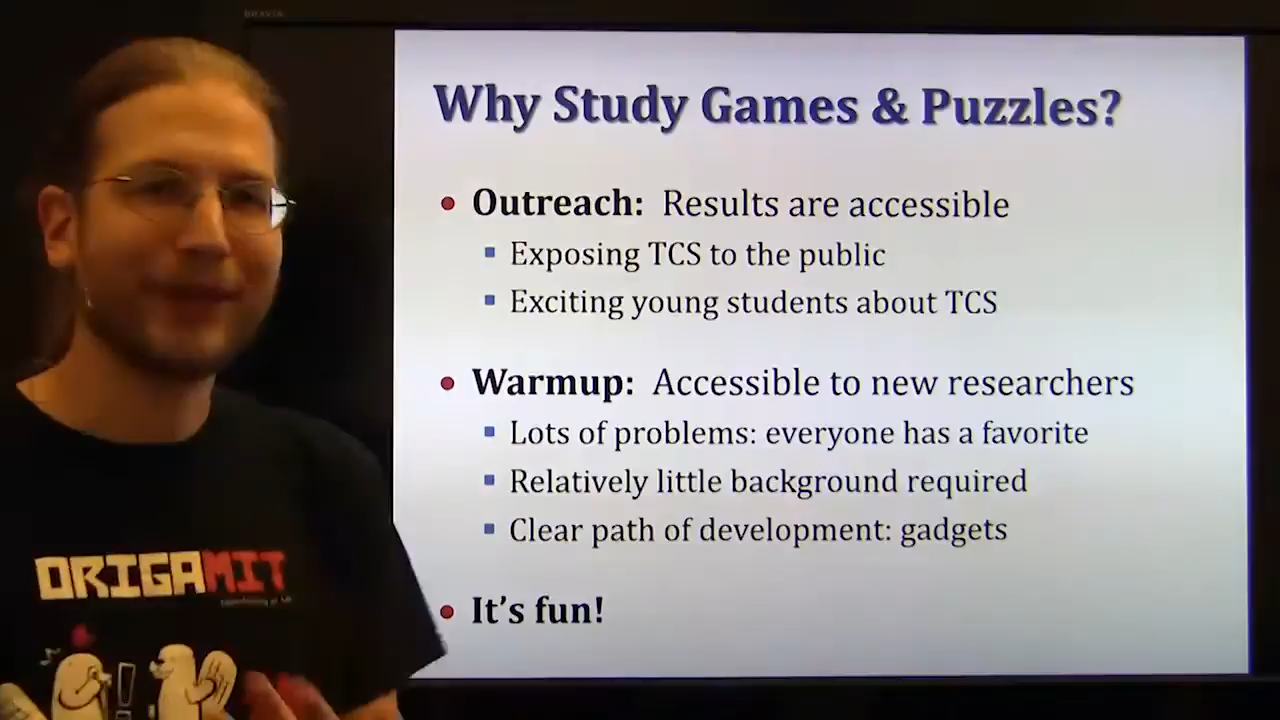 BRAVIA
Why Study Games & Puzzles?
• Outreach: Results are accessible
▪ Exposing TCS to the public
▪ Exciting young students about TCS
• Warmup: Accessible to new researchers
▪ Lots of problems: everyone has a favorite
▪ Relatively little background required
▪ Clear path of development: gadgets
• It's fun!
ORIGAMIT